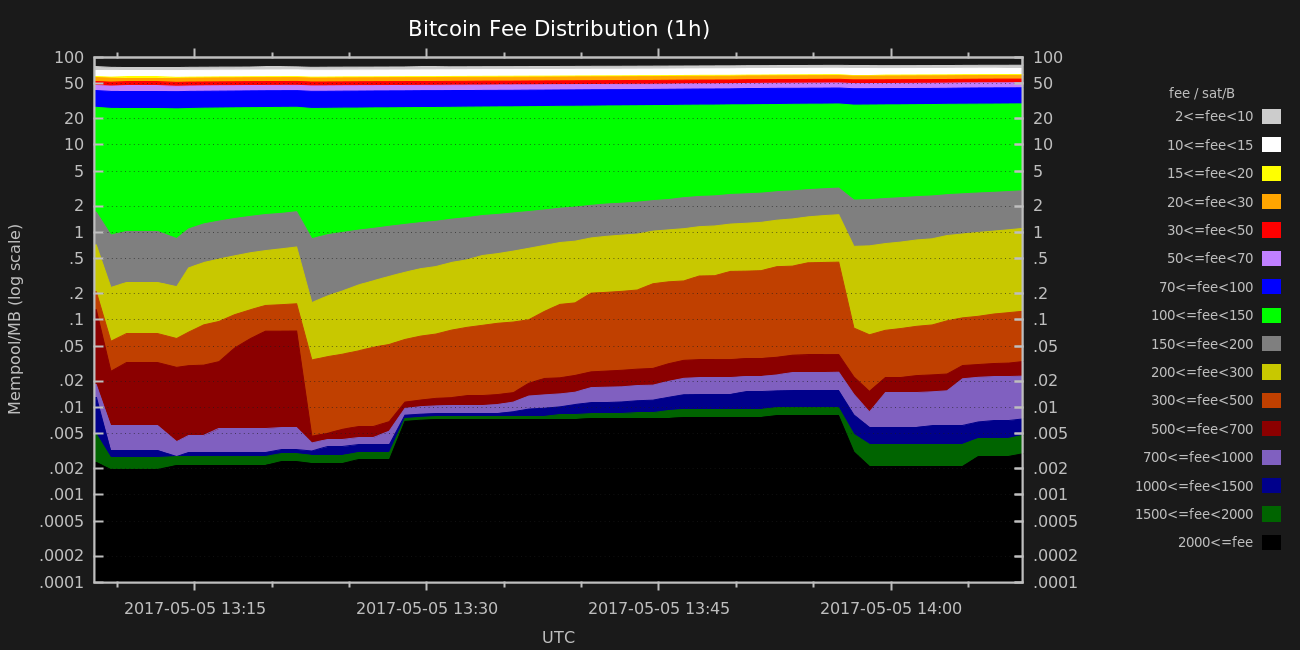 Bitcoin Fee Distribution (1h)
Mempool/MB (log scale)
100
50
20
10
5
2
1
.5
.2
.1
.05
.02
.01
.005
.002
.001
.0005
.0002
.0001
100
50
20
10
5
2
1
.5
.2
.1
.05
.02
.01
.005
.002
.001
.0005
.0002
.0001
2017-05-05 13:15
2017-05-05 13:30
2017-05-05 13:45
2017-05-05 14:00
UTC
fee / sat/B
2<=fee<10
10<=fee<15
15<=fee<20
20<=fee<30
30<=fee<50
50<=fee<70
70<=fee<100
100<=fee<150
150<=fee<200
200<=fee<300
300<=fee<500
500<=fee<700
700<=fee<1000
1000<=fee<1500
1500<=fee<2000
2000<=fee